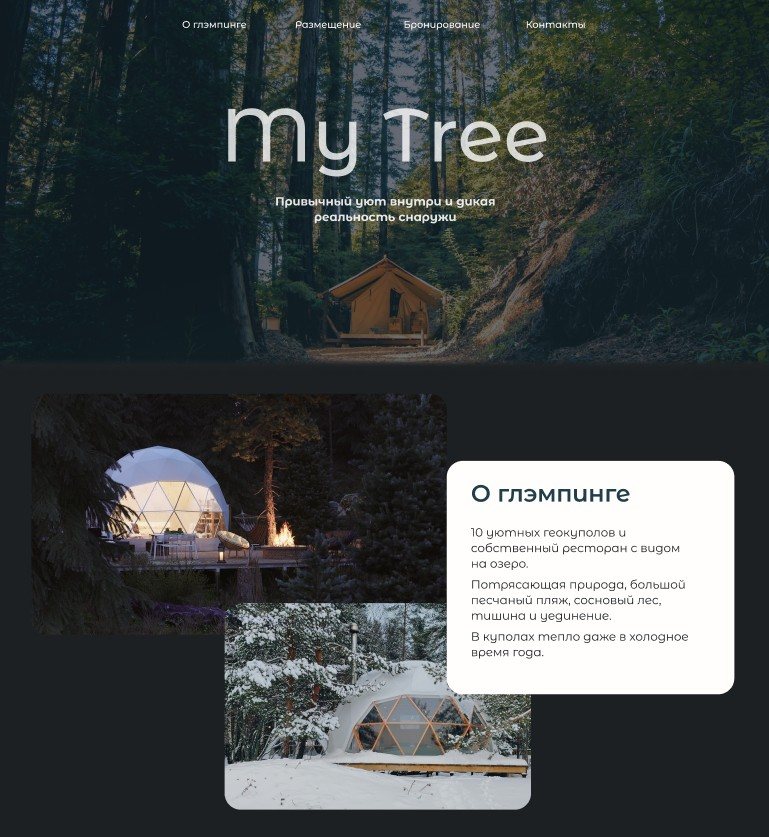 О глэмпинге Размещение Бронирование Контакты
My Tree
Привычный уют внутри и дикая
реальность снаружи
О глэмпинге
10 уютных геокуполов и
собственный ресторан с видом
на озеро.
Потрясающая природа, большой
песчаный пляж, сосновый лес,
тишина и уединение.
В куполах тепло даже в холодное
время года.